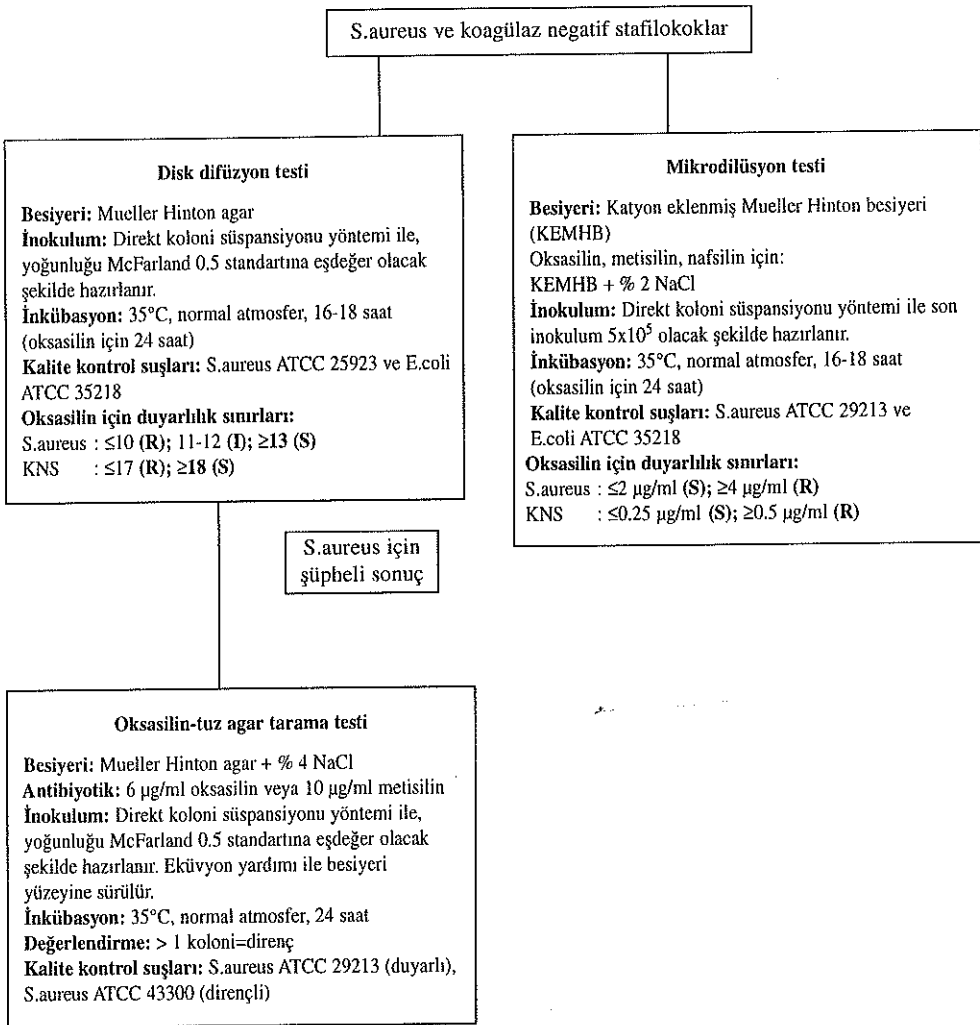 S.aureus ve koagülaz negatif stafilokoklar
Disk difüzyon testi
Besiyeri: Mueller Hinton agar
İnokulum: Direkt koloni süspansiyonu yöntemi ile,
yoğunluğu McFarland 0.5 standartına eşdeğer olacak
şekilde hazırlanır.
İnkübasyon: 35°C, normal atmosfer, 16-18 saat
(oksasilin için 24 saat)
Kalite kontrol suşları: S.aureus ATCC 25923 ve E.coli
ATCC 35218
Oksasilin için duyarlılık sınırları:
S.aureus : ≤10 (R); 11-12 (I); ≥13 (S)
KNS : ≤17 (R); ≥18 (S)
Mikrodilüsyon testi
Besiyeri: Katyon eklenmiş Mueller Hinton besiyeri
(KEMHB)
Oksasilin, metisilin, nafsilin için:
KEMHB + % 2 NaCl
İnokulum: Direkt koloni süspansiyonu yöntemi ile son
inokulum 5x10⁵ olacak şekilde hazırlanır.
İnkübasyon: 35°C, normal atmosfer, 16-18 saat
(oksasilin için 24 saat)
Kalite kontrol suşları: S.aureus ATCC 29213 ve
E.coli ATCC 35218
Oksasilin için duyarlılık sınırları:
S.aureus : ≤2 µg/ml (S); ≥4 µg/ml (R)
KNS : ≤0.25 µg/ml (S); ≥0.5 µg/ml (R)
S.aureus için
şüpheli sonuç
Oksasilin-tuz agar tarama testi
Besiyeri: Mueller Hinton agar + % 4 NaCl
Antibiyotik: 6 µg/ml oksasilin veya 10 µg/ml metisilin
İnokulum: Direkt koloni süspansiyonu yöntemi ile,
yoğunluğu McFarland 0.5 standartına eşdeğer olacak
şekilde hazırlanır. Eküvyon yardımı ile besiyeri
yüzeyine sürülür.
İnkübasyon: 35°C, normal atmosfer, 24 saat
Değerlendirme: > 1 koloni=direnç
Kalite kontrol suşları: S.aureus ATCC 29213 (duyarlı),
S.aureus ATCC 43300 (dirençli)